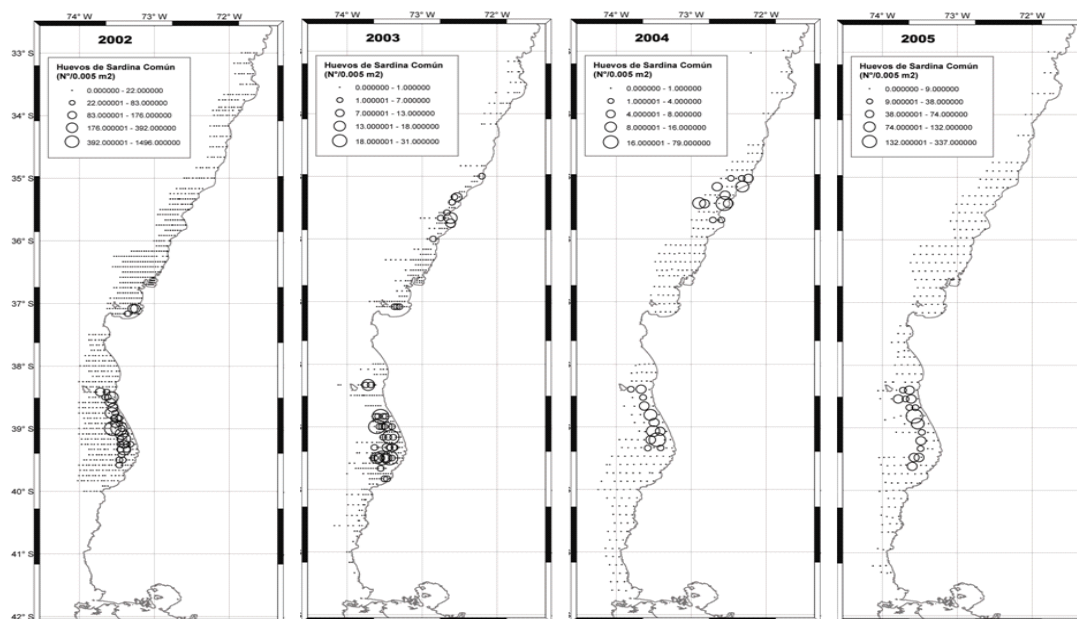 74° W 73° W 72° W
2002
Huevos de Sardina Común
(N°/0.005 m2)
0.000000 - 22.000000
22.000001 - 83.000000
83.000001 - 176.000000
176.000001 - 392.000000
392.000001 - 1496.000000
33° S
34° S
35° S
36° S
37° S
38° S
39° S
40° S
41° S
42° S
74° W 73° W 72° W
2003
Huevos de Sardina Común
(N°/0.005 m2)
0.000000 - 1.000000
1.000001 - 7.000000
7.000001 - 13.000000
13.000001 - 18.000000
18.000001 - 31.000000
74° W 73° W 72° W
2004
Huevos de Sardina Común
(N°/0.005 m2)
0.000000 - 1.000000
1.000001 - 4.000000
4.000001 - 8.000000
8.000001 - 16.000000
16.000001 - 79.000000
74° W 73° W 72° W
2005
Huevos de Sardina Común
(N°/0.005 m2)
0.000000 - 9.000000
9.000001 - 38.000000
38.000001 - 74.000000
74.000001 - 132.000000
132.000001 - 337.000000